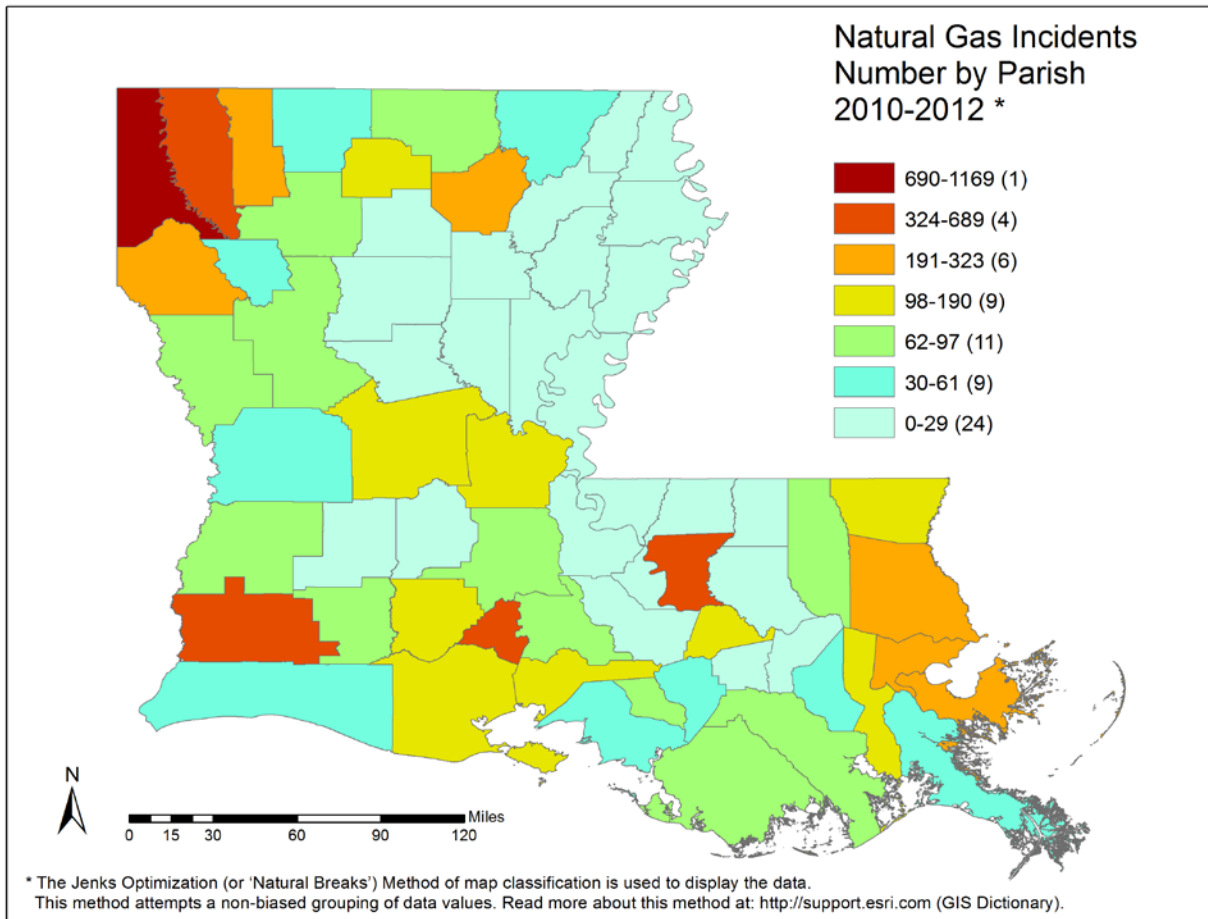 Natural Gas Incidents
Number by Parish
2010-2012 *
690-1169 (1)
324-689 (4)
191-323 (6)
98-190 (9)
62-97 (11)
30-61 (9)
0-29 (24)
N
Miles
0 15 30 60 90 120
* The Jenks Optimization (or 'Natural Breaks') Method of map classification is used to display the data.
This method attempts a non-biased grouping of data values. Read more about this method at: http://support.esri.com (GIS Dictionary).